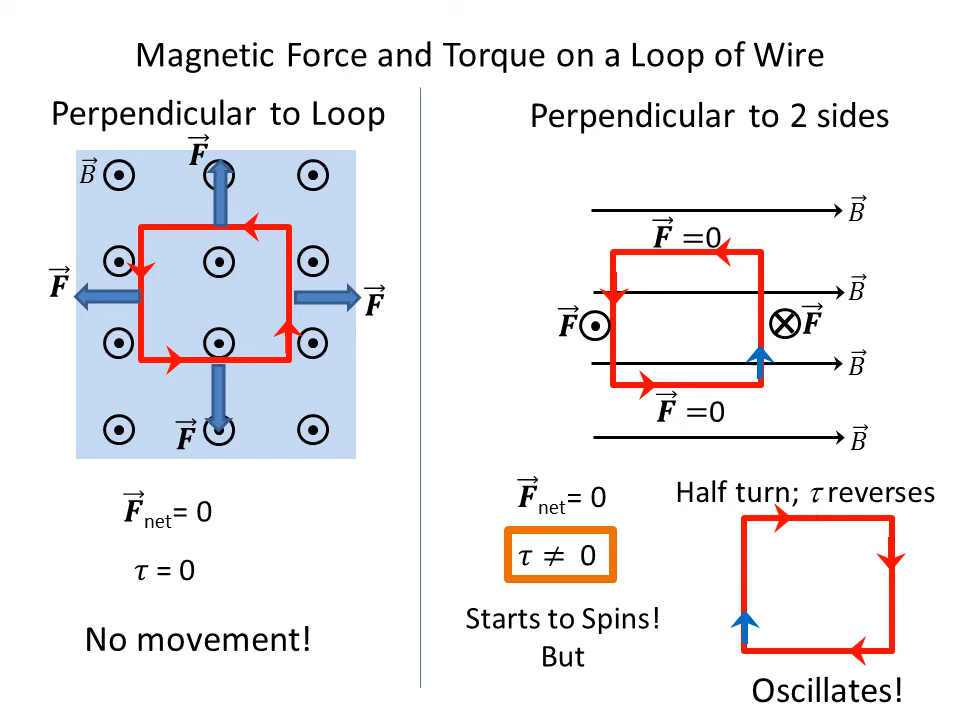 Magnetic Force and Torque on a Loop of Wire
Perpendicular to Loop
F⃗
B⃗
F⃗
F⃗
F⃗
F⃗net= 0
τ = 0
No movement!
Perpendicular to 2 sides
B⃗
F⃗ =0
B⃗
F⃗
F⃗
B⃗
F⃗ =0
B⃗
F⃗net= 0
τ ≠ 0
Starts to Spins!
But
Half turn; τ reverses
Oscillates!